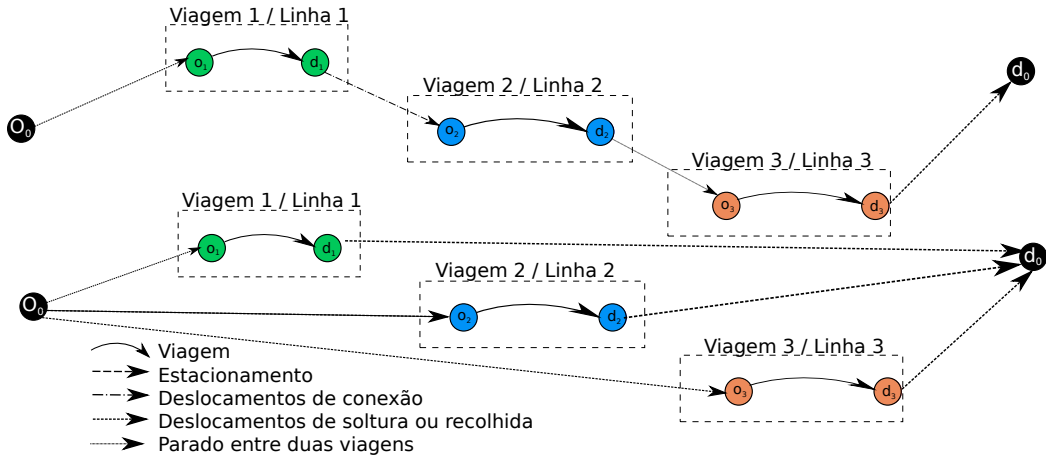 Viagem 1 / Linha 1
o₁ d₁
Viagem 2 / Linha 2
d₀
O₀
o₂ d₂
Viagem 3 / Linha 3
o₃ d₃
Viagem 1 / Linha 1
o₁ d₁
d₀
Viagem 2 / Linha 2
O₀
o₂ d₂
Viagem 3 / Linha 3
o₃ d₃
Viagem
Estacionamento
Deslocamentos de conexão
Deslocamentos de soltura ou recolhida
Parado entre duas viagens